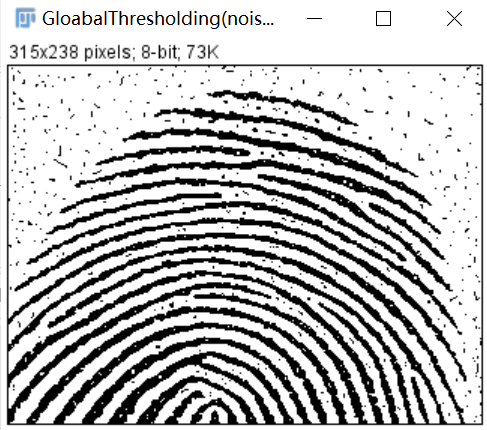 GloabalThresholding(nois...
315x238 pixels; 8-bit; 73K